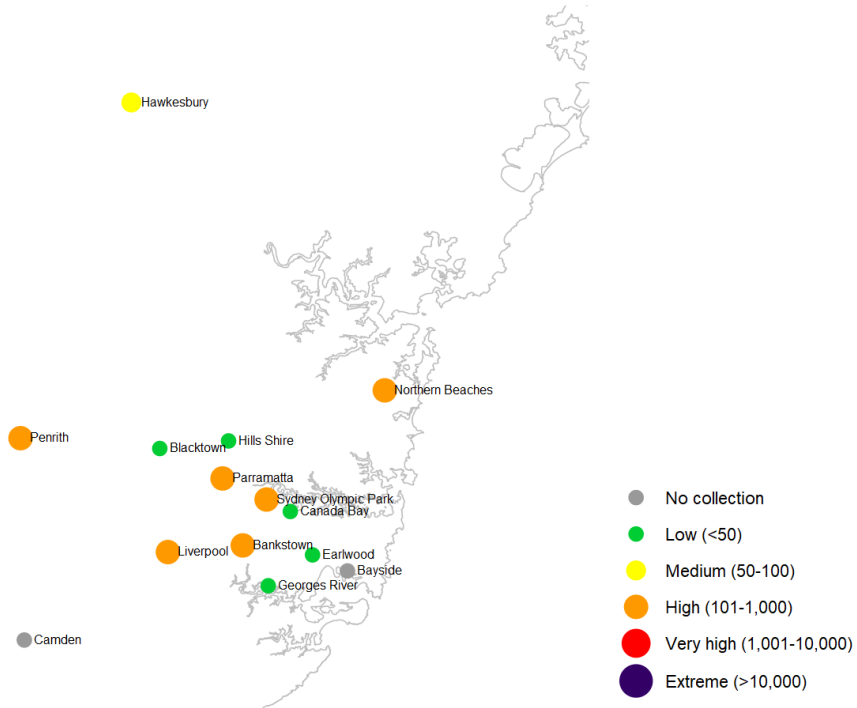 Hawkesbury
Northern Beaches
Penrith
Hills Shire
Blacktown
Parramatta
Sydney Olympic Park
Canada Bay
Bankstown
Liverpool
Earlwood
Bayside
Georges River
Camden
No collection
Low (<50)
Medium (50-100)
High (101-1,000)
Very high (1,001-10,000)
Extreme (>10,000)